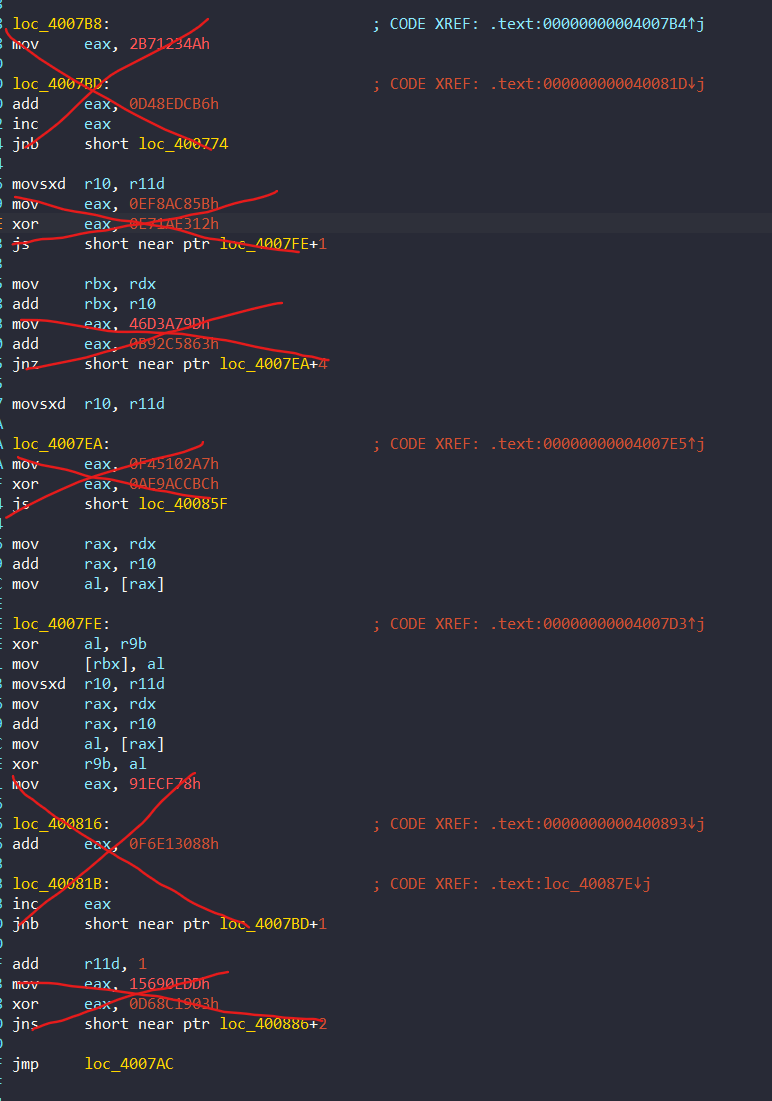 loc_4007B8: ; CODE XREF: .text:00000000004007B4↑j
mov eax, 2B71234Ah
loc_4007BD: ; CODE XREF: .text:000000000040081D↓j
add eax, 0D48EDCB6h
inc eax
jnb short loc_400774
movsxd r10, r11d
mov eax, 0EF8AC85Bh
xor eax, 0E71AE312h
js short near ptr loc_4007FE+1
mov rbx, rdx
add rbx, r10
mov eax, 46D3A79Dh
add eax, 0B92C5863h
jnz short near ptr loc_4007EA+4
movsxd r10, r11d
loc_4007EA: ; CODE XREF: .text:00000000004007E5↑j
mov eax, 0F45102A7h
xor eax, 0AE9ACCBCh
js short loc_40085F
mov rax, rdx
add rax, r10
mov al, [rax]
loc_4007FE: ; CODE XREF: .text:00000000004007D3↑j
xor al, r9b
mov [rbx], al
movsxd r10, r11d
mov rax, rdx
add rax, r10
mov al, [rax]
xor r9b, al
mov eax, 91ECF78h
loc_400816: ; CODE XREF: .text:0000000000400893↓j
add eax, 0F6E13088h
loc_40081B: ; CODE XREF: .text:loc_40087E↓j
inc eax
jnb short near ptr loc_4007BD+1
add r11d, 1
mov eax, 15690EDDh
xor eax, 0D68C1903h
jns short near ptr loc_400886+2
jmp loc_4007AC